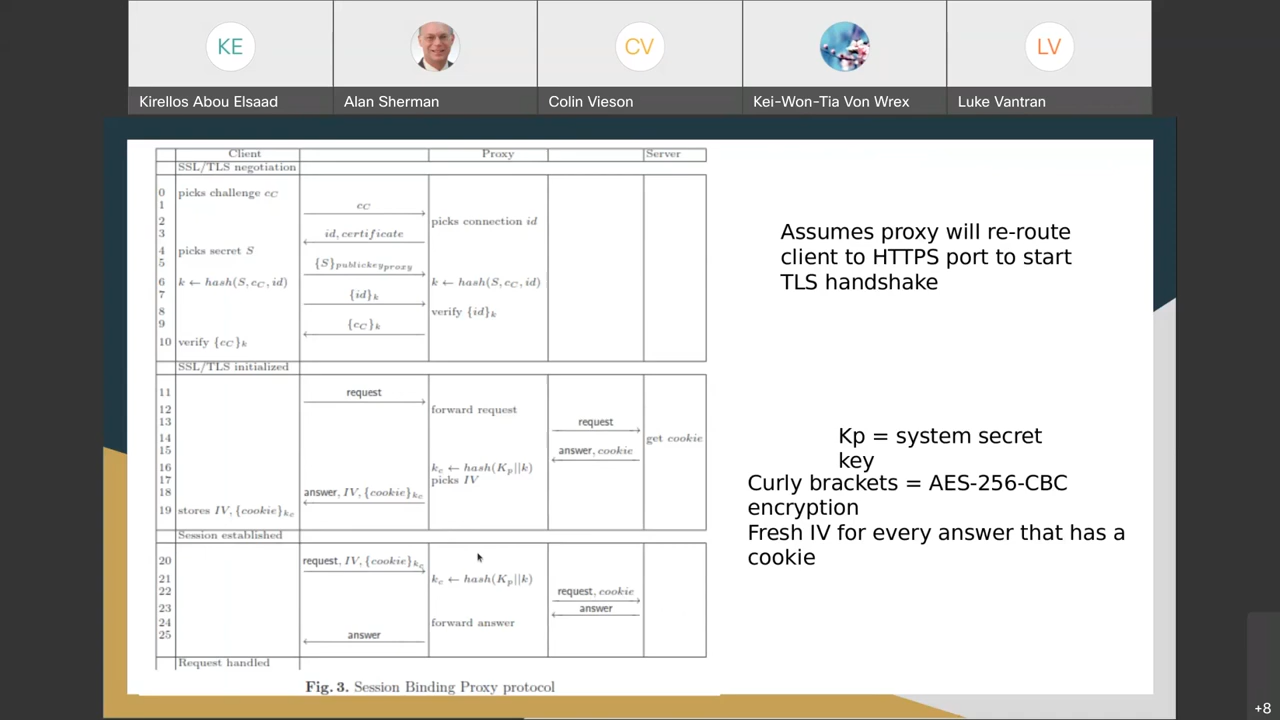 KE
CV
LV
Kirellos Abou Elsaad
Alan Sherman
Colin Vieson
Kei-Won-Tia Von Wrex
Luke Vantran
Client Proxy Server
SSL/TLS negotiation
0 picks challenge cC
1 cC
2 picks connection id
3 id, certificate
4 picks secret S
5 {S}publickeyproxy
6 k ← hash(S, cC, id) k ← hash(S, cC, id)
7 {id}k
8 verify {id}k
9 {cC}k
10 verify {cC}k
SSL/TLS initialized
11 request
12 forward request
13 request
14 get cookie
15 answer, cookie
16 kc ← hash(Kp||k)
17 picks IV
18 answer, IV, {cookie}kc
19 stores IV, {cookie}kc
Session established
20 request, IV, {cookie}kc
21 kc ← hash(Kp||k)
22 request, cookie
23 answer
24 forward answer
25 answer
Request handled
Fig. 3. Session Binding Proxy protocol
Assumes proxy will re-route
client to HTTPS port to start
TLS handshake
Kp = system secret
key
Curly brackets = AES-256-CBC
encryption
Fresh IV for every answer that has a
cookie
+8